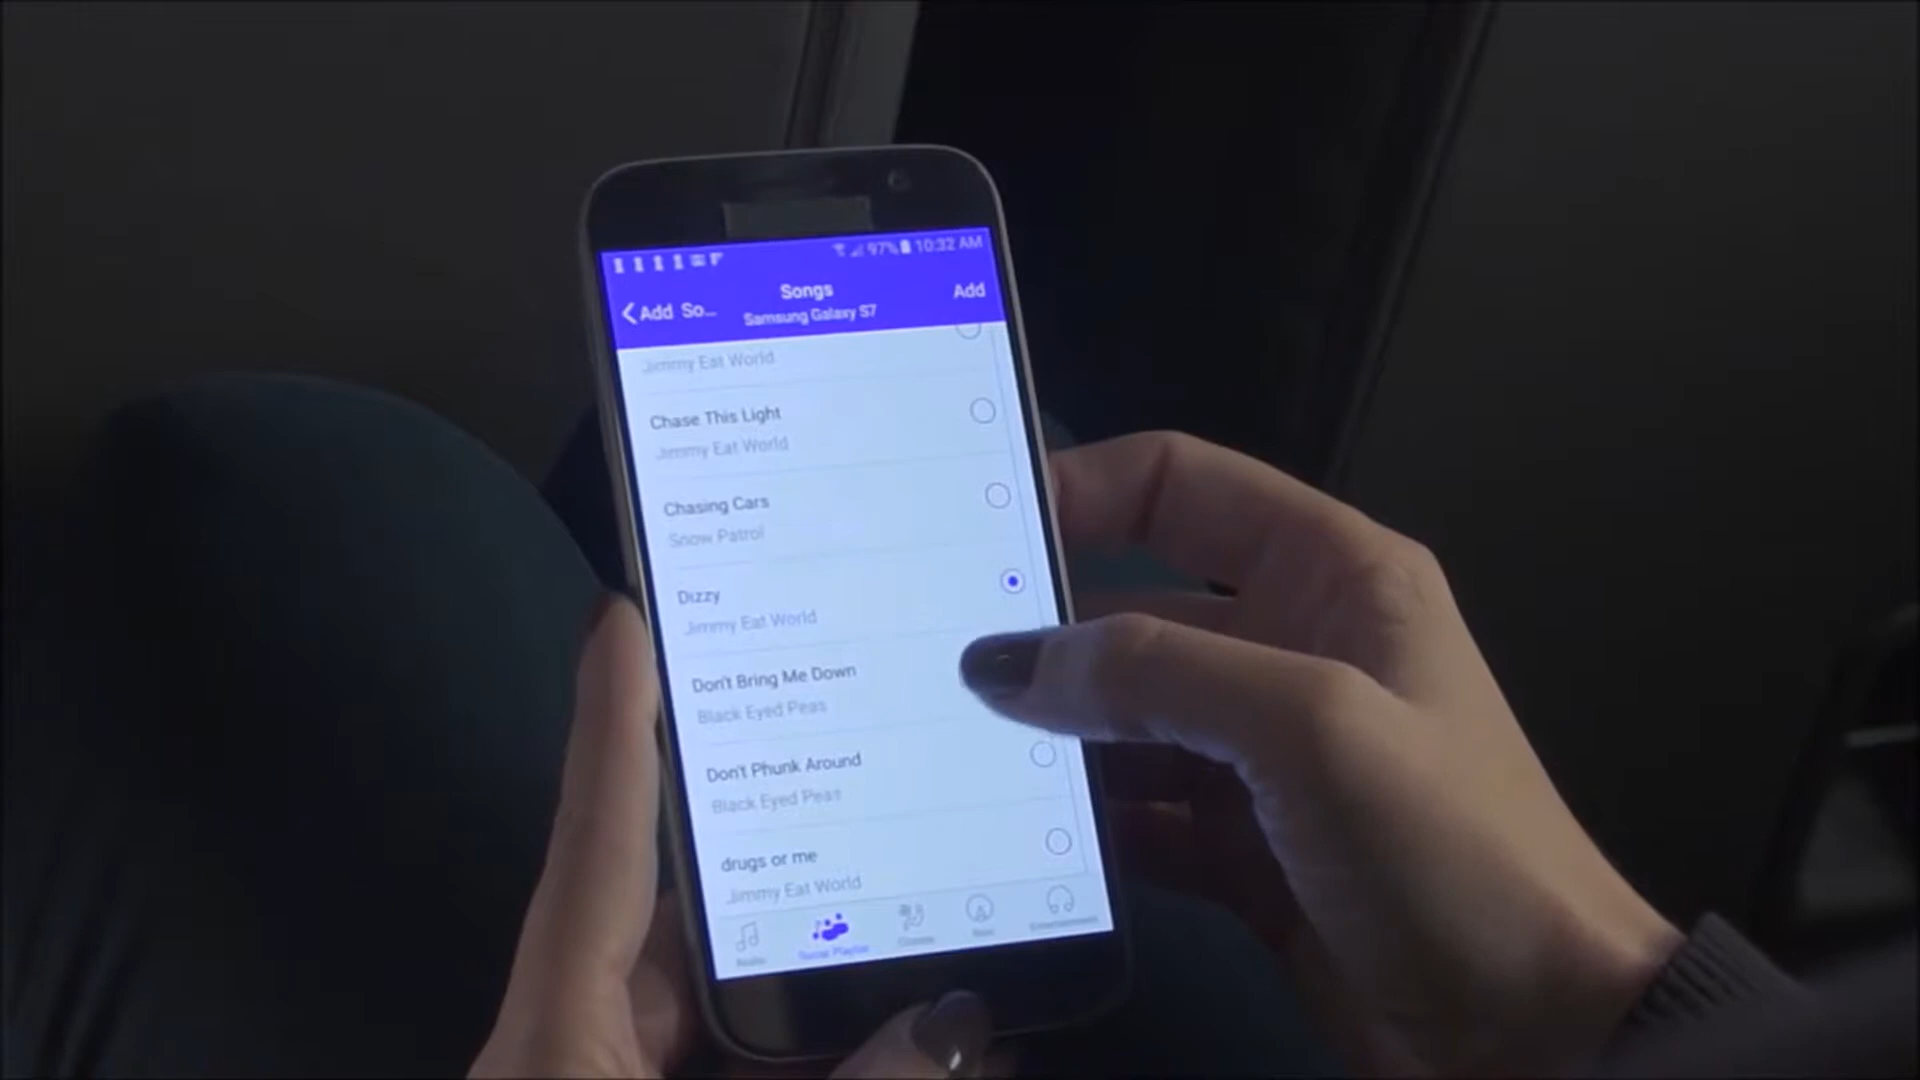 97% 10:32 AM
Add So... Songs Add
Samsung Galaxy S7
Jimmy Eat World
Chase This Light
Jimmy Eat World
Chasing Cars
Snow Patrol
Dizzy
Jimmy Eat World
Don't Bring Me Down
Black Eyed Peas
Don't Phunk Around
Black Eyed Peas
drugs or me
Jimmy Eat World
Social Playlist